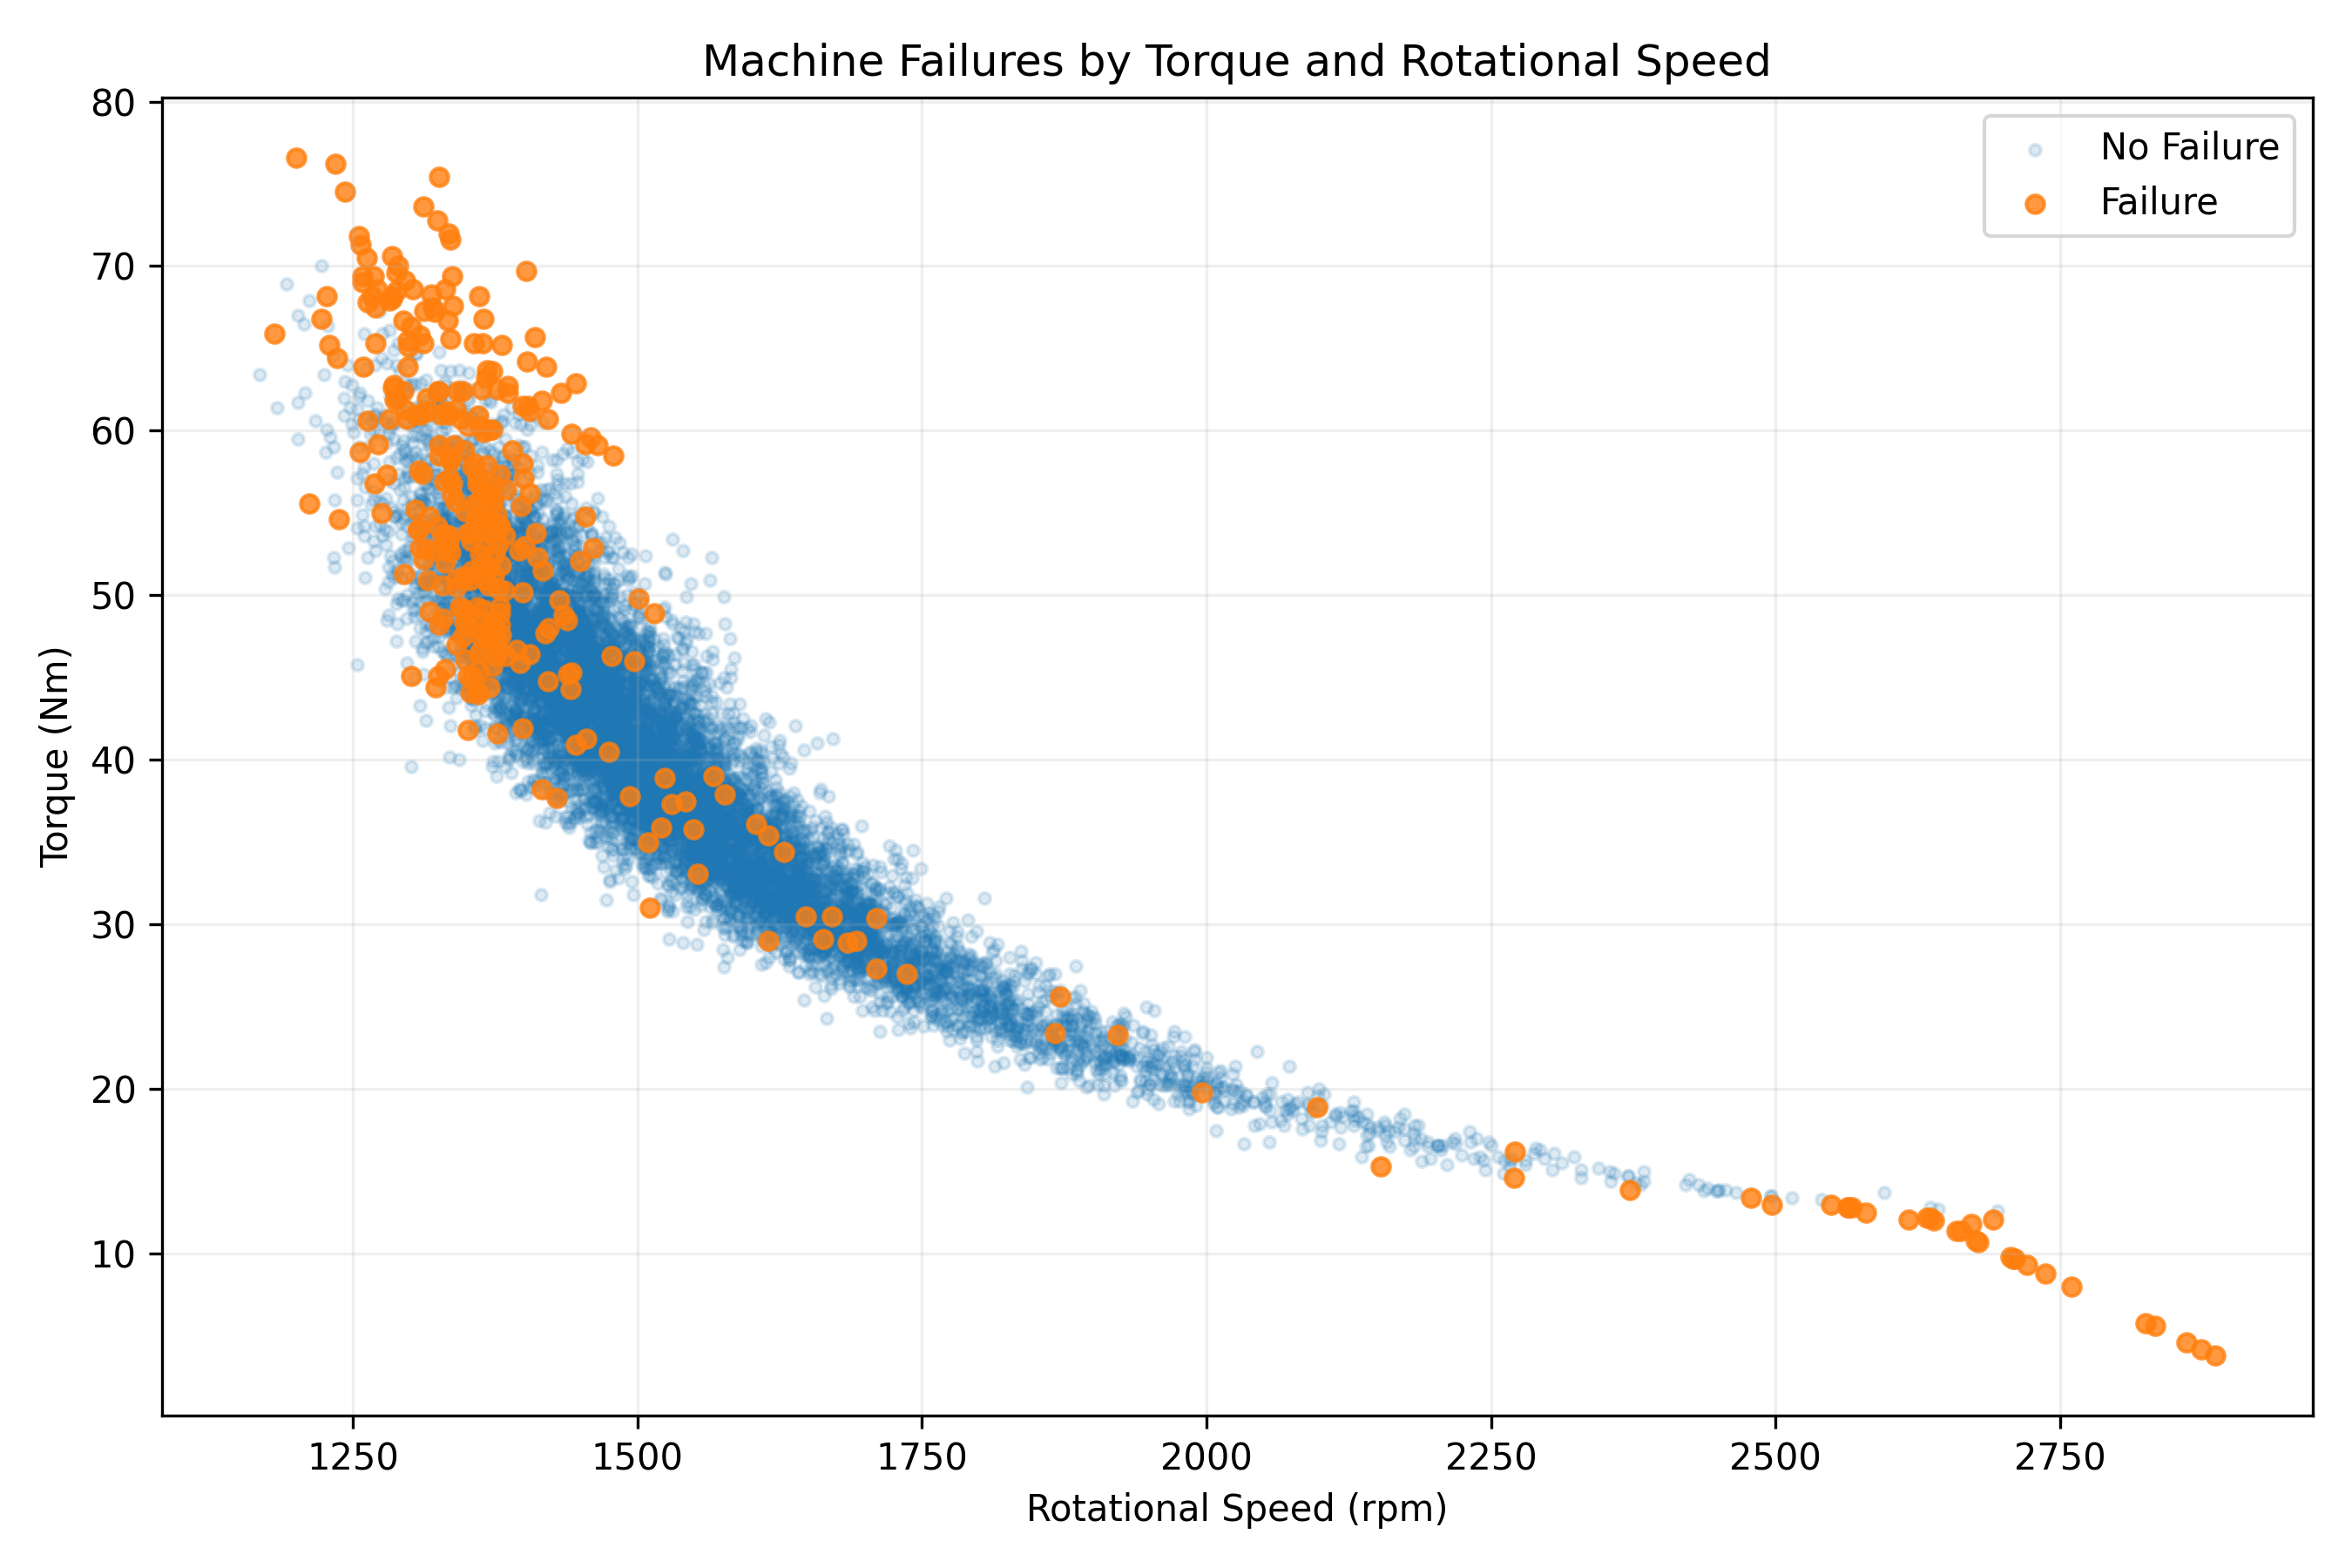 Machine Failures by Torque and Rotational Speed
No Failure
Failure
Torque (Nm)
80
70
60
50
40
30
20
10
1250 1500 1750 2000 2250 2500 2750
Rotational Speed (rpm)